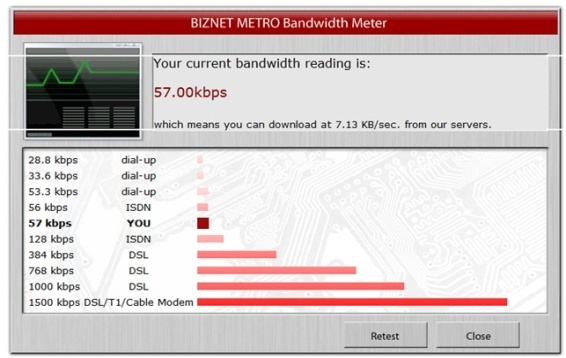 BIZNET METRO Bandwidth Meter
Your current bandwidth reading is:
57.00kbps
which means you can download at 7.13 KB/sec. from our servers.
28.8 kbps dial-up
33.6 kbps dial-up
53.3 kbps dial-up
56 kbps ISDN
57 kbps YOU
128 kbps ISDN
384 kbps DSL
768 kbps DSL
1000 kbps DSL
1500 kbps DSL/T1/Cable Modem
Retest Close